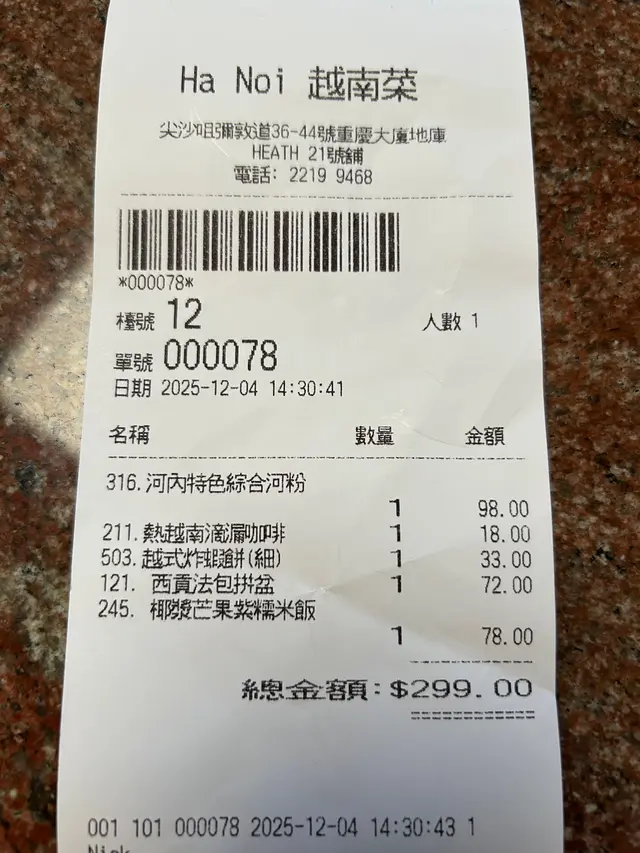 Ha Noi 越南菜
尖沙咀彌敦道36-44號重慶大廈地庫
HEATH 21號舖
電話: 2219 9468
*000078*
檯號 12 人數 1
單號 000078
日期 2025-12-04 14:30:41
名稱 數量 金額
316. 河內特色綜合河粉
1 98.00
211. 熱越南滴漏咖啡 1 18.00
503. 越式炸蝦餅(細) 1 33.00
121. 西貢法包拼盆 1 72.00
245. 椰漿芒果紫糯米飯
1 78.00
總金額: $299.00
001 101 000078 2025-12-04 14:30:43 1